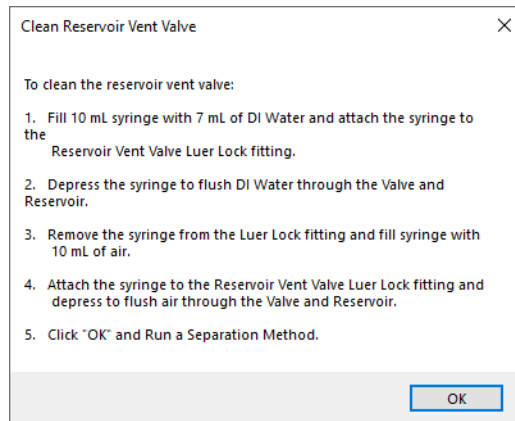 Clean Reservoir Vent Valve
To clean the reservoir vent valve:
1. Fill 10 mL syringe with 7 mL of DI Water and attach the syringe to
the
Reservoir Vent Valve Luer Lock fitting.
2. Depress the syringe to flush DI Water through the Valve and
Reservoir.
3. Remove the syringe from the Luer Lock fitting and fill syringe with
10 mL of air.
4. Attach the syringe to the Reservoir Vent Valve Luer Lock fitting and
depress to flush air through the Valve and Reservoir.
5. Click "OK" and Run a Separation Method.
OK